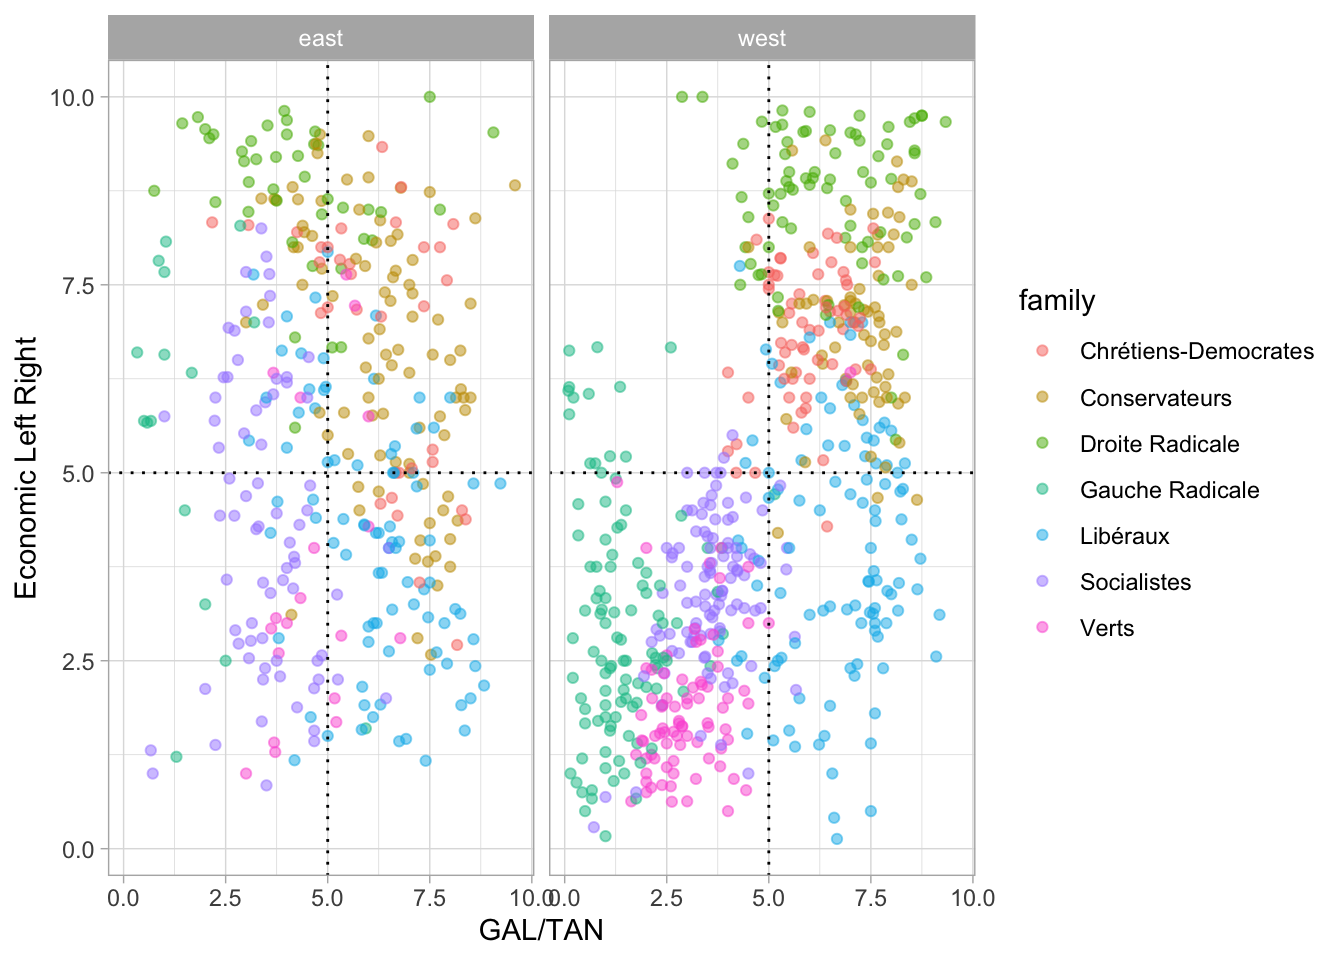 east west
10.0
7.5
5.0
2.5
0.0
0.0 2.5 5.0 7.5 10.0 0.0 2.5 5.0 7.5 10.0
GAL/TAN
Economic Left Right
family
Chrétiens-Democrates
Conservateurs
Droite Radicale
Gauche Radicale
Libéraux
Socialistes
Verts